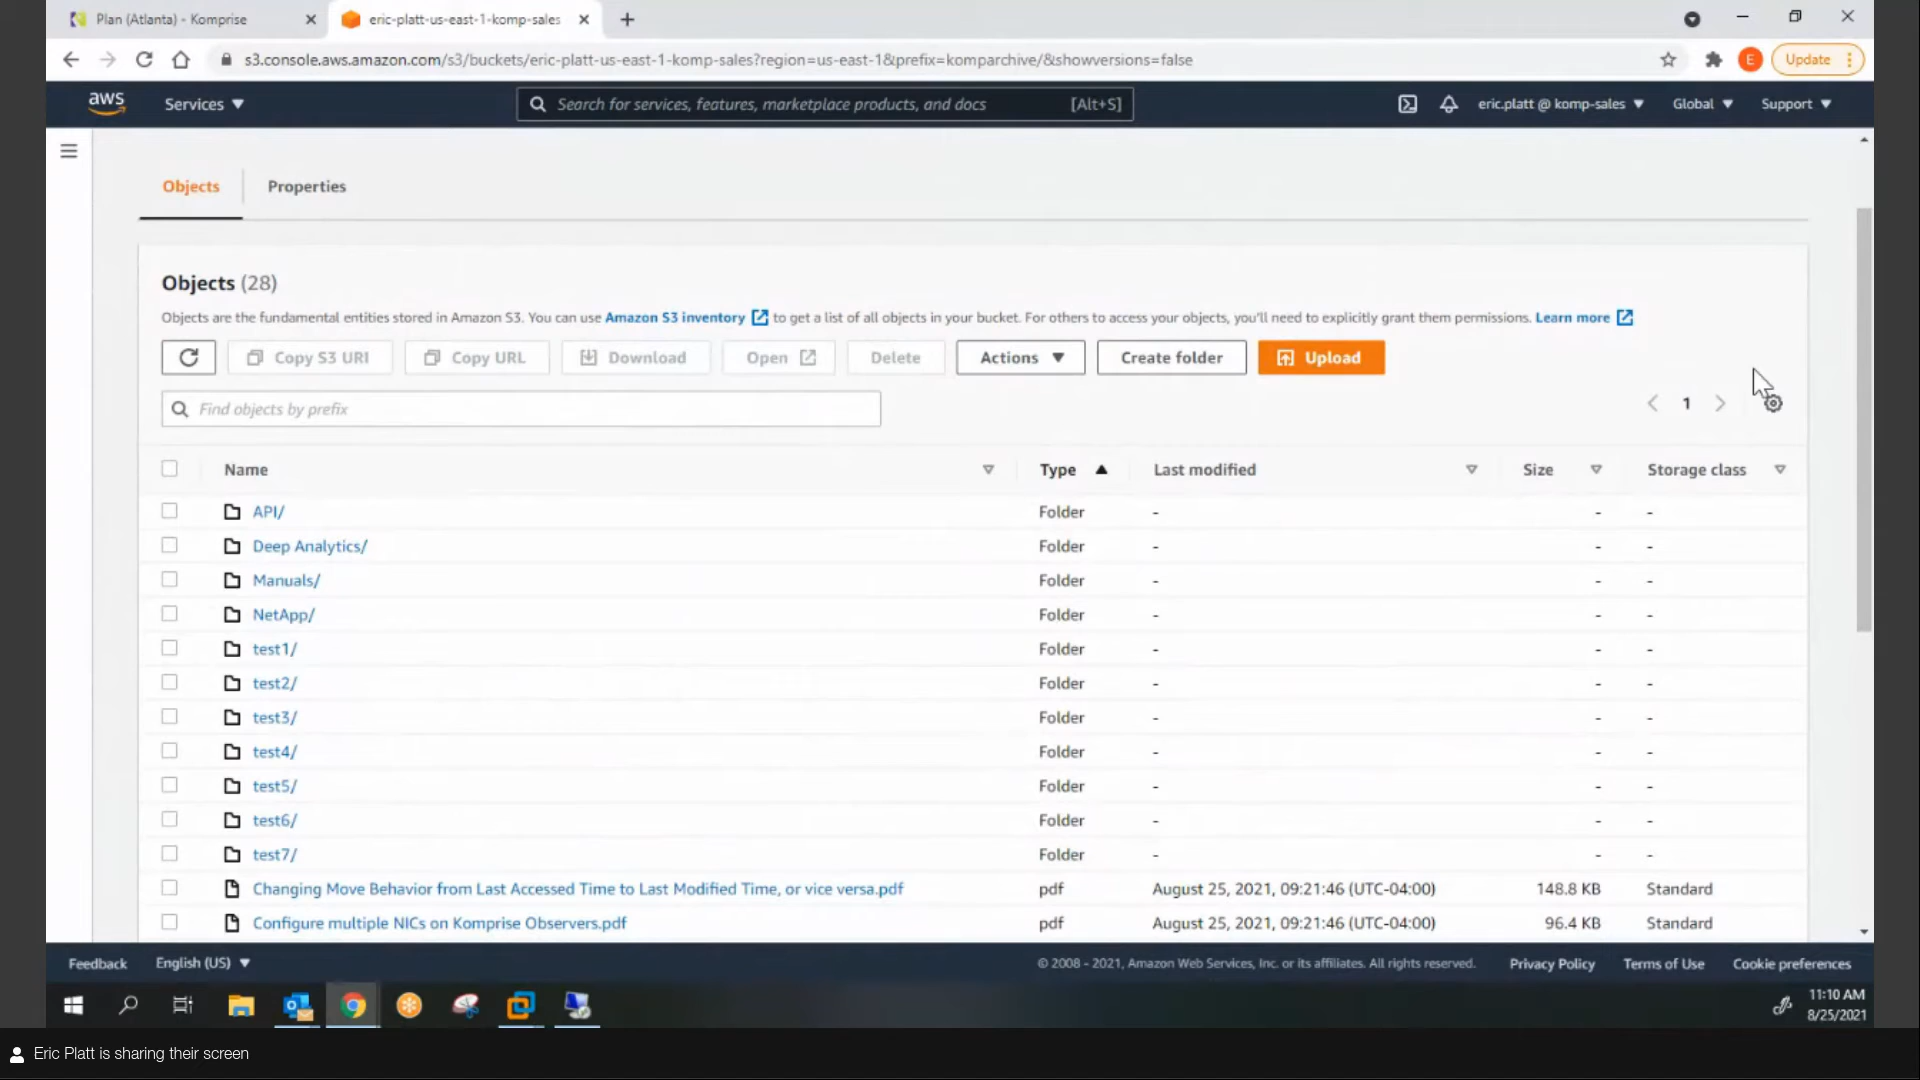 Plan (Atlanta) - Komprise
eric-platt-us-east-1-komp-sales
s3.console.aws.amazon.com/s3/buckets/eric-platt-us-east-1-komp-sales?region=us-east-1&prefix=komparchive/&showversions=false
E
Update
aws
Services
Search for services, features, marketplace products, and docs
[Alt+S]
eric.platt @ komp-sales
Global
Support
Objects
Properties
Objects (28)
Objects are the fundamental entities stored in Amazon S3. You can use Amazon S3 inventory to get a list of all objects in your bucket. For others to access your objects, you'll need to explicitly grant them permissions. Learn more
Copy S3 URI
Copy URL
Download
Open
Delete
Actions
Create folder
Upload
Find objects by prefix
1
Name Type Last modified Size Storage class
API/ Folder - - -
Deep Analytics/ Folder - - -
Manuals/ Folder - - -
NetApp/ Folder - - -
test1/ Folder - - -
test2/ Folder - - -
test3/ Folder - - -
test4/ Folder - - -
test5/ Folder - - -
test6/ Folder - - -
test7/ Folder - - -
Changing Move Behavior from Last Accessed Time to Last Modified Time, or vice versa.pdf pdf August 25, 2021, 09:21:46 (UTC-04:00) 148.8 KB Standard
Configure multiple NICs on Komprise Observers.pdf pdf August 25, 2021, 09:21:46 (UTC-04:00) 96.4 KB Standard
Feedback
English (US)
© 2008 - 2021, Amazon Web Services, Inc. or its affiliates. All rights reserved.
Privacy Policy
Terms of Use
Cookie preferences
11:10 AM
8/25/2021
Eric Platt is sharing their screen